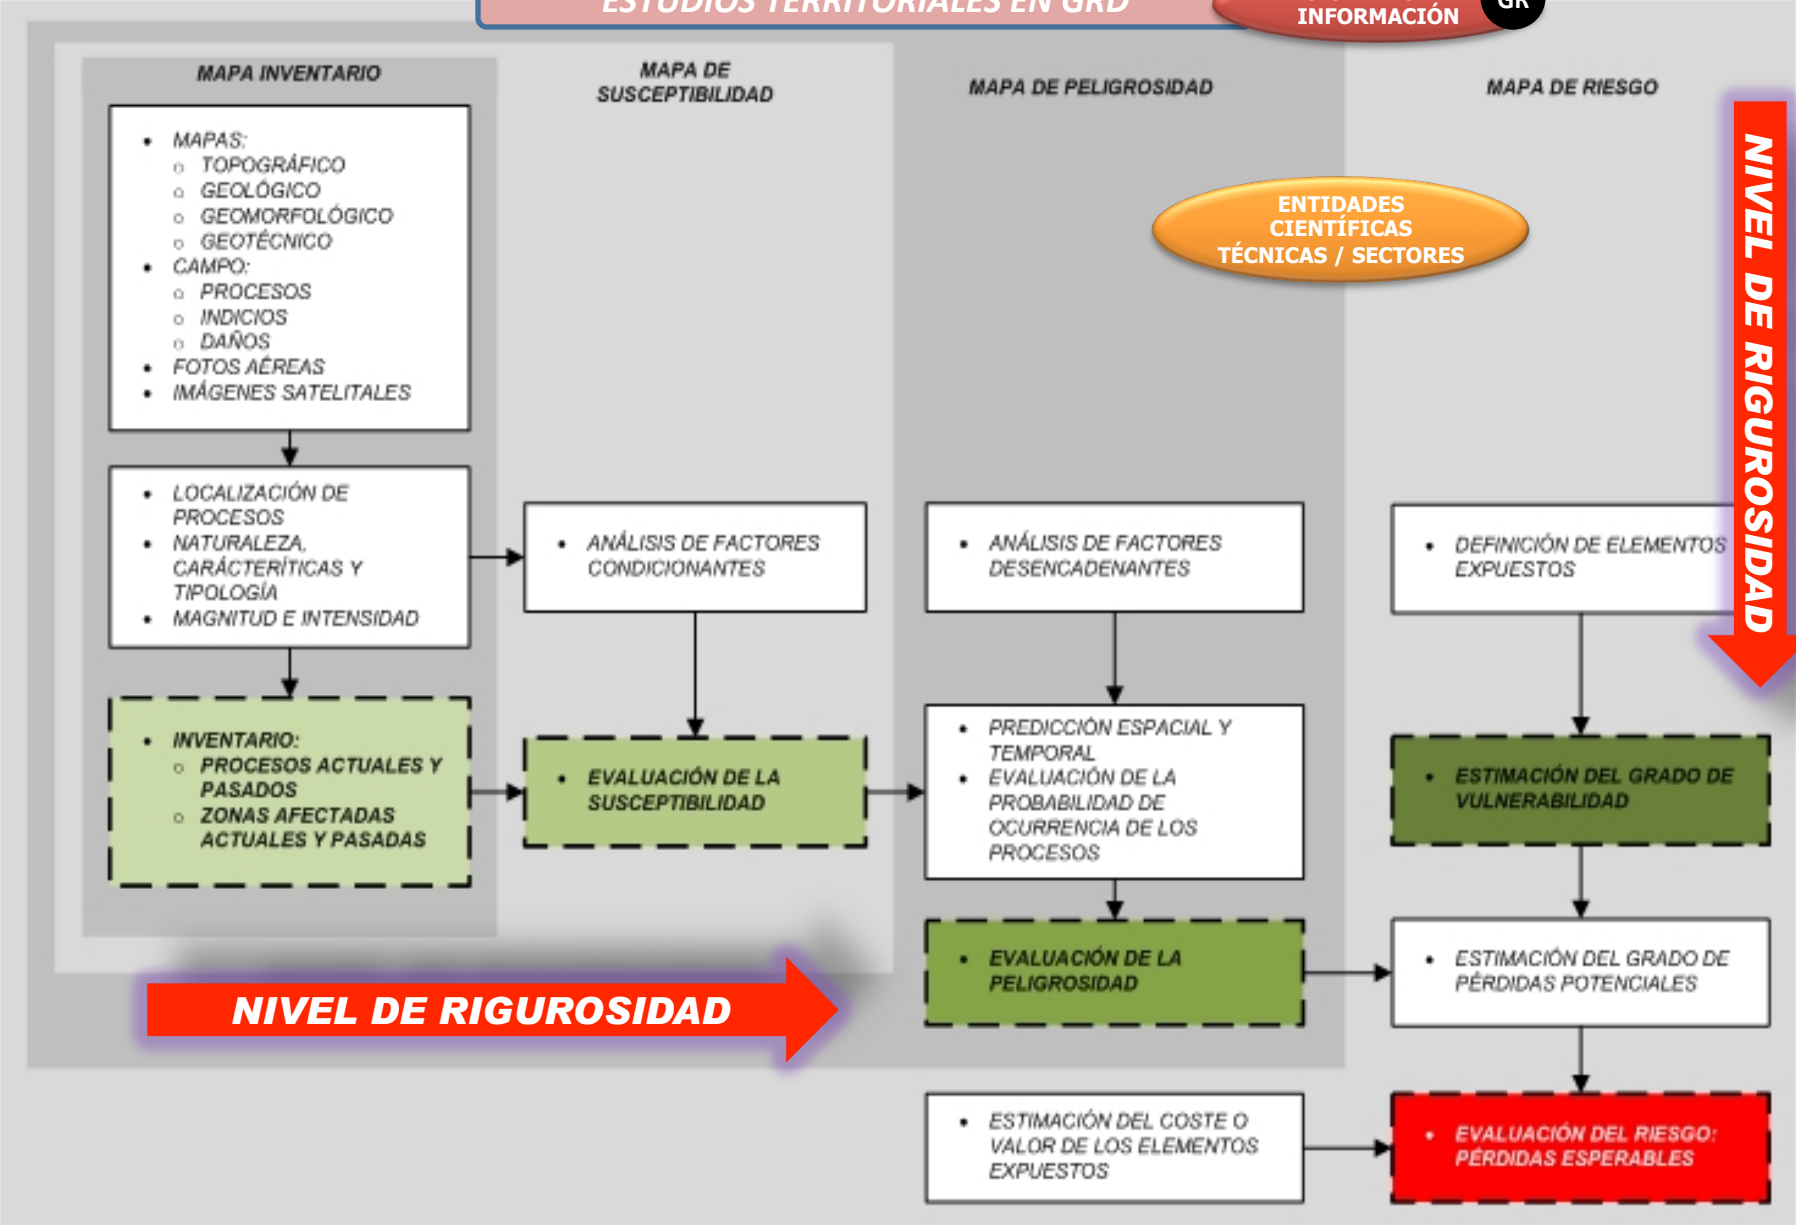 ESTUDIOS TERRITORIALES EN GRD
INFORMACIÓN
GR
MAPA INVENTARIO
MAPA DE
SUSCEPTIBILIDAD
MAPA DE PELIGROSIDAD
MAPA DE RIESGO
• MAPAS:
o TOPOGRÁFICO
o GEOLÓGICO
o GEOMORFOLÓGICO
o GEOTÉCNICO
• CAMPO:
o PROCESOS
o INDICIOS
o DAÑOS
• FOTOS AÉREAS
• IMÁGENES SATELITALES
ENTIDADES
CIENTÍFICAS
TÉCNICAS / SECTORES
NIVEL DE RIGUROSIDAD
• LOCALIZACIÓN DE
PROCESOS
• NATURALEZA,
CARÁCTERÍTICAS Y
TIPOLOGÍA
• MAGNITUD E INTENSIDAD
• ANÁLISIS DE FACTORES
CONDICIONANTES
• ANÁLISIS DE FACTORES
DESENCADENANTES
• DEFINICIÓN DE ELEMENTOS
EXPUESTOS
• INVENTARIO:
o PROCESOS ACTUALES Y
PASADOS
o ZONAS AFECTADAS
ACTUALES Y PASADAS
• EVALUACIÓN DE LA
SUSCEPTIBILIDAD
• PREDICCIÓN ESPACIAL Y
TEMPORAL
• EVALUACIÓN DE LA
PROBABILIDAD DE
OCURRENCIA DE LOS
PROCESOS
• ESTIMACIÓN DEL GRADO DE
VULNERABILIDAD
• EVALUACIÓN DE LA
PELIGROSIDAD
• ESTIMACIÓN DEL GRADO DE
PÉRDIDAS POTENCIALES
NIVEL DE RIGUROSIDAD
• ESTIMACIÓN DEL COSTE O
VALOR DE LOS ELEMENTOS
EXPUESTOS
• EVALUACIÓN DEL RIESGO:
PÉRDIDAS ESPERABLES